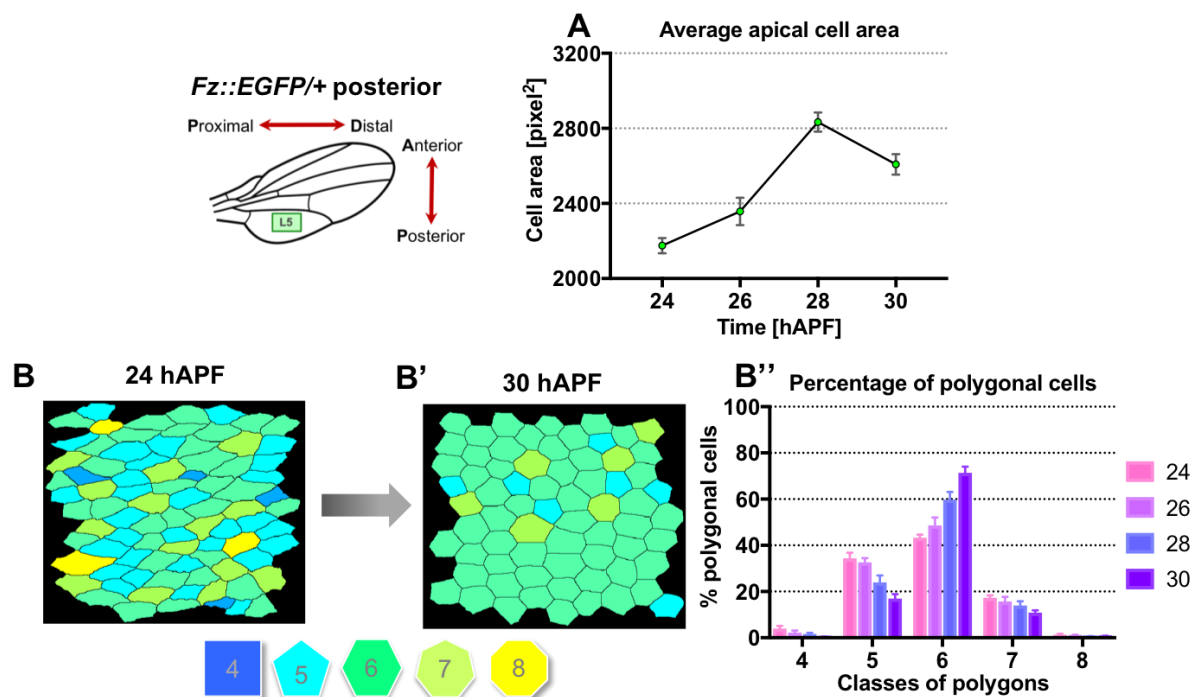 Fz::EGFP/+ posterior
Proximal Distal
Anterior
Posterior
L5
A Average apical cell area
Cell area [pixel²]
3200
2800
2400
2000
24 26 28 30
Time [hAPF]
B 24 hAPF
B’ 30 hAPF
4 5 6 7 8
B’’ Percentage of polygonal cells
% polygonal cells
100
80
60
40
20
0
4 5 6 7 8
Classes of polygons
24
26
28
30